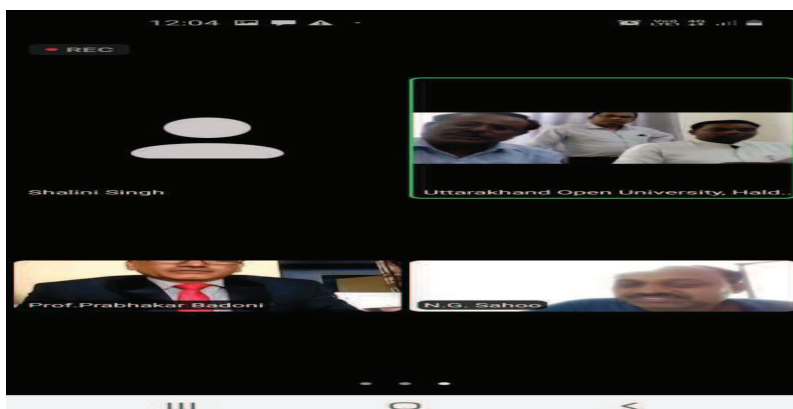 12:04
REC
Shalini Singh
Uttarakhand Open University, Hald...
Prof.Prabhakar Badoni
N.G. Sahoo